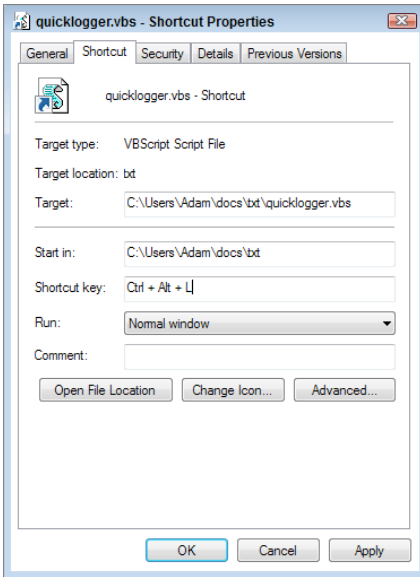 quicklogger.vbs - Shortcut Properties
General Shortcut Security Details Previous Versions
quicklogger.vbs - Shortcut
Target type: VBScript Script File
Target location: txt
Target: C:\Users\Adam\docs\txt\quicklogger.vbs
Start in: C:\Users\Adam\docs\txt
Shortcut key: Ctrl + Alt + L
Run: Normal window
Comment:
Open File Location Change Icon... Advanced...
OK Cancel Apply